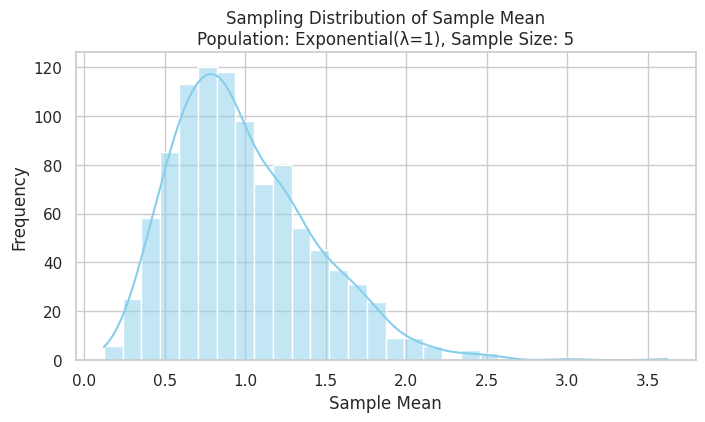 Sampling Distribution of Sample Mean
Population: Exponential(λ=1), Sample Size: 5
120
100
80
60
40
20
0
Frequency
0.0 0.5 1.0 1.5 2.0 2.5 3.0 3.5
Sample Mean